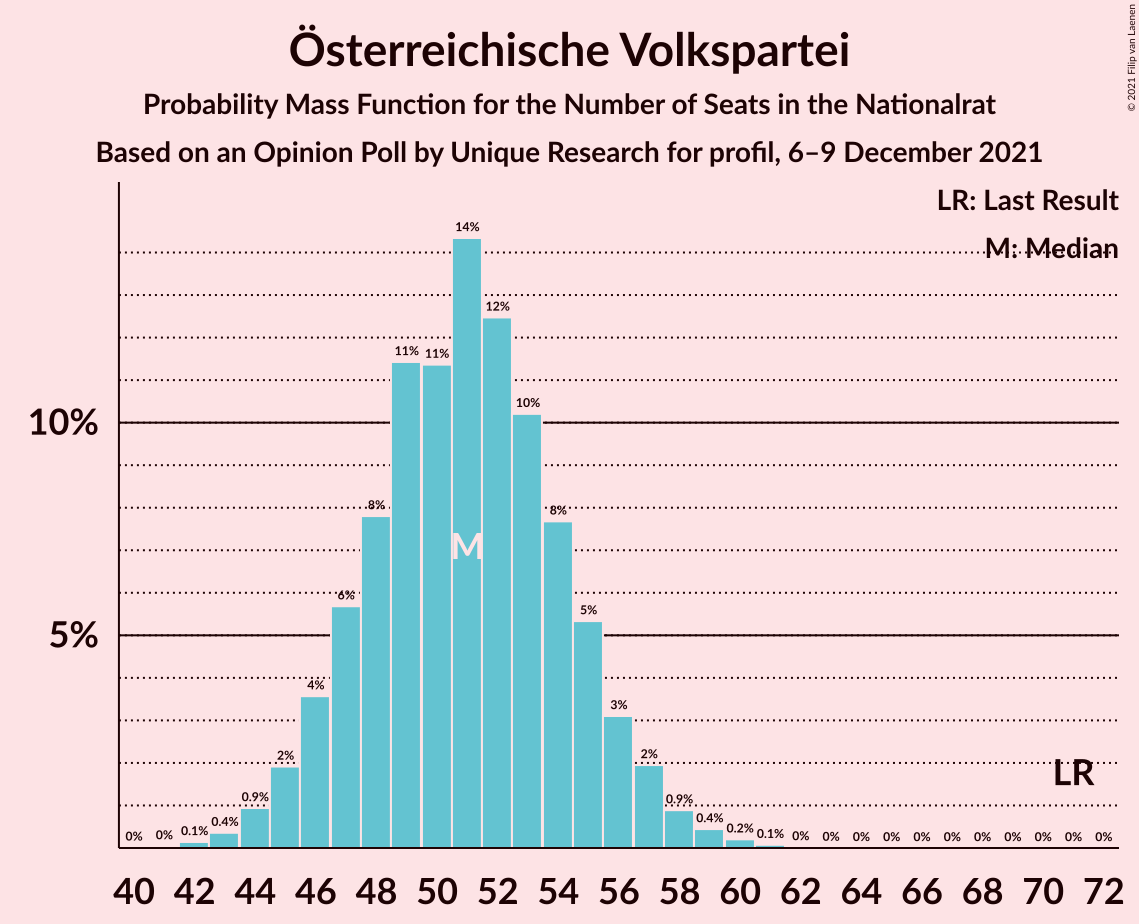 Österreichische Volkspartei
Probability Mass Function for the Number of Seats in the Nationalrat
Based on an Opinion Poll by Unique Research for profil, 6–9 December 2021
© 2021 Filip van Laenen
LR: Last Result
M: Median
10%
5%
0% 0% 0.1% 0.4% 0.9% 2% 4% 6% 8% 11% 11% 14% 12% 10% 8% 5% 3% 2% 0.9% 0.4% 0.2% 0.1% 0% 0% 0% 0% 0% 0% 0% 0% 0% 0% 0%
M
LR
40 42 44 46 48 50 52 54 56 58 60 62 64 66 68 70 72